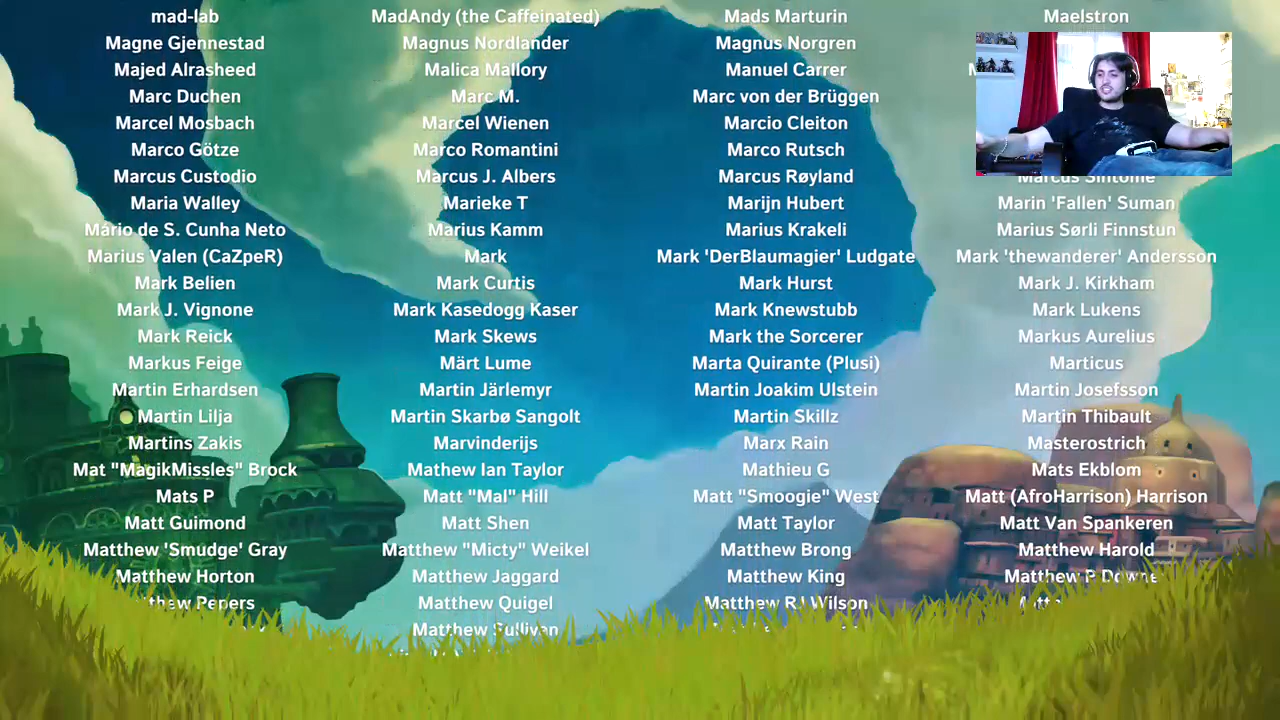 mad-lab MadAndy (the Caffeinated) Mads Marturin Maelstron
Magne Gjennestad Magnus Nordlander Magnus Norgren
Majed Alrasheed Malica Mallory Manuel Carrer
Marc Duchen Marc M. Marc von der Brüggen
Marcel Mosbach Marcel Wienen Marcio Cleiton
Marco Götze Marco Romantini Marco Rutsch
Marcus Custodio Marcus J. Albers Marcus Røyland Marcus Sintome
Maria Walley Marieke T Marijn Hubert Marin 'Fallen' Suman
Mário de S. Cunha Neto Marius Kamm Marius Krakeli Marius Sørli Finnstun
Marius Valen (CaZpeR) Mark Mark 'DerBlaumagier' Ludgate Mark 'thewanderer' Andersson
Mark Belien Mark Curtis Mark Hurst Mark J. Kirkham
Mark J. Vignone Mark Kasedogg Kaser Mark Knewstubb Mark Lukens
Mark Reick Mark Skews Mark the Sorcerer Markus Aurelius
Markus Feige Märt Lume Marta Quirante (Plusi) Marticus
Martin Erhardsen Martin Järlemyr Martin Joakim Ulstein Martin Josefsson
Martin Lilja Martin Skarbø Sangolt Martin Skillz Martin Thibault
Martins Zakis Marvinderijs Marx Rain Masterostrich
Mat "MagikMissles" Brock Mathew Ian Taylor Mathieu G Mats Ekblom
Mats P Matt "Mal" Hill Matt "Smoogie" West Matt (AfroHarrison) Harrison
Matt Guimond Matt Shen Matt Taylor Matt Van Spankeren
Matthew 'Smudge' Gray Matthew "Micty" Weikel Matthew Brong Matthew Harold
Matthew Horton Matthew Jaggard Matthew King Matthew P
Pepers Matthew Quigel Matthew RJ Wilson
Matthew Sullivan